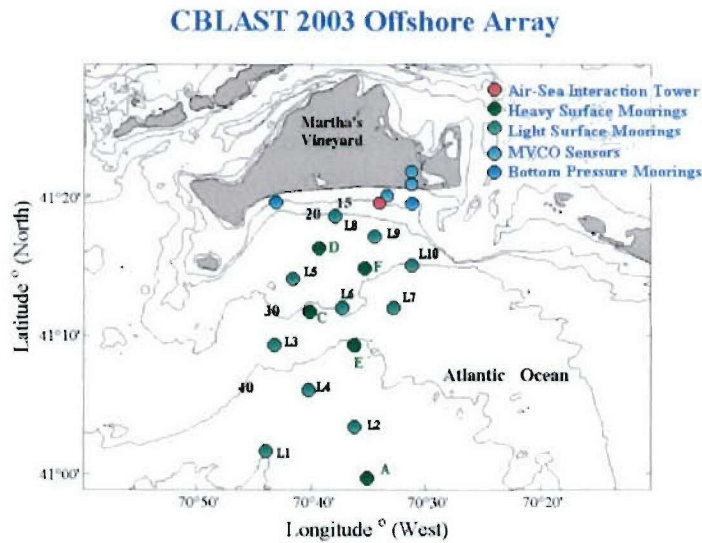 CBLAST 2003 Offshore Array
Air-Sea Interaction Tower
Heavy Surface Moorings
Light Surface Moorings
MVCO Sensors
Bottom Pressure Moorings
Martha's
Vineyard
41°20'
15
20
L8
L9
D
L10
F
L5
L6
L7
30
C
41°10'
L3
E
Atlantic Ocean
40
L4
L2
L1
A
41°00'
70°50'
70°40'
70°30'
70°20'
Latitude ° (North)
Longitude ° (West)